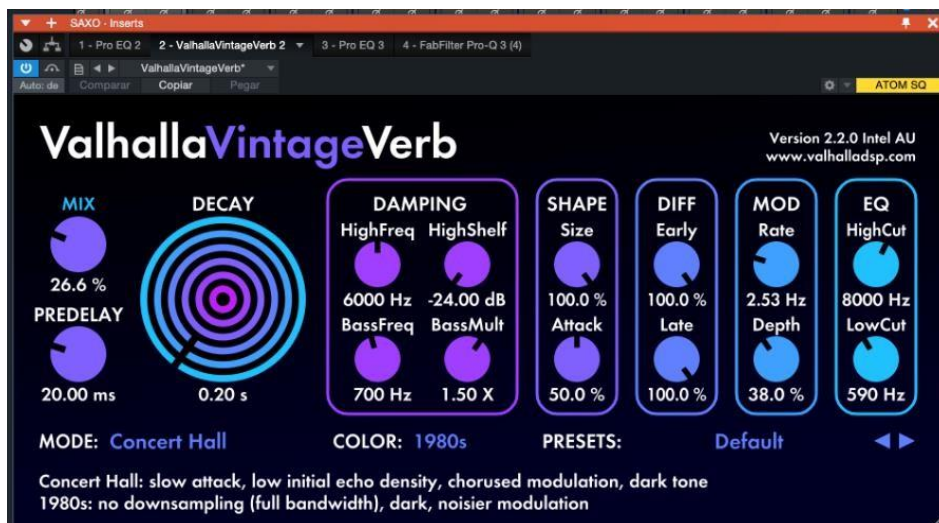 SAXO - Inserts
1 - Pro EQ 2 2 - ValhallaVintageVerb 2 3 - Pro EQ 3 4 - FabFilter Pro-Q 3 (4)
ValhallaVintageVerb*
Auto: de Comparar Copiar Pegar ATOM SQ
ValhallaVintageVerb
Version 2.2.0 Intel AU
www.valhalladsp.com
MIX DECAY DAMPING SHAPE DIFF MOD EQ
HighFreq HighShelf Size Early Rate HighCut
26.6 % 6000 Hz -24.00 dB 100.0 % 100.0 % 2.53 Hz 8000 Hz
PREDELAY BassFreq BassMult Attack Late Depth LowCut
20.00 ms 0.20 s 700 Hz 1.50 X 50.0 % 100.0 % 38.0 % 590 Hz
MODE: Concert Hall COLOR: 1980s PRESETS: Default
Concert Hall: slow attack, low initial echo density, chorused modulation, dark tone
1980s: no downsampling (full bandwidth), dark, noisier modulation